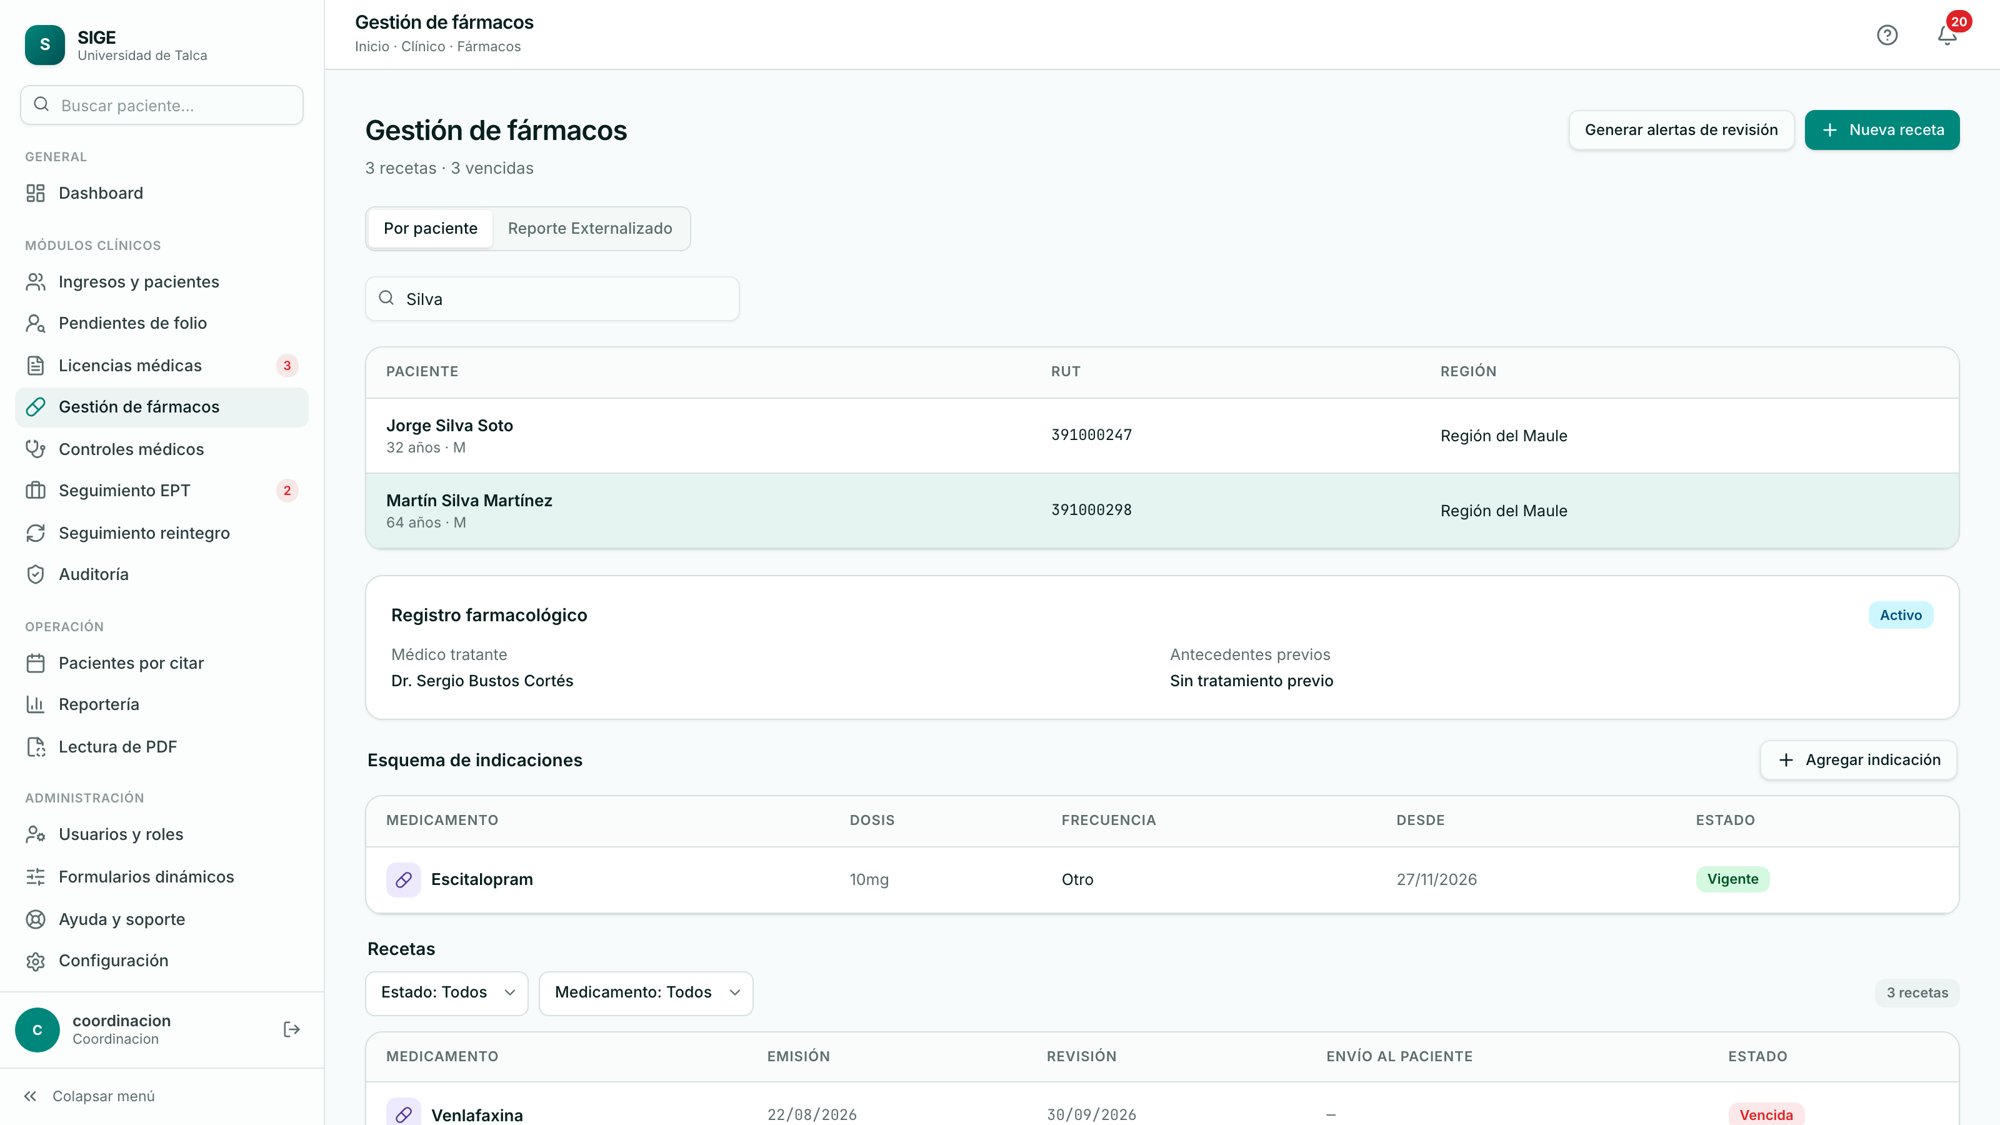 S
SIGE
Universidad de Talca
Buscar paciente...
GENERAL
Dashboard
MÓDULOS CLÍNICOS
Ingresos y pacientes
Pendientes de folio
Licencias médicas 3
Gestión de fármacos
Controles médicos
Seguimiento EPT 2
Seguimiento reintegro
Auditoría
OPERACIÓN
Pacientes por citar
Reportería
Lectura de PDF
ADMINISTRACIÓN
Usuarios y roles
Formularios dinámicos
Ayuda y soporte
Configuración
C
coordinacion
Coordinacion
Colapsar menú
Gestión de fármacos
Inicio · Clínico · Fármacos
20
Gestión de fármacos
3 recetas · 3 vencidas
Generar alertas de revisión
Nueva receta
Por paciente Reporte Externalizado
Silva
PACIENTE RUT REGIÓN
Jorge Silva Soto
32 años · M
391000247
Región del Maule
Martín Silva Martínez
64 años · M
391000298
Región del Maule
Registro farmacológico
Activo
Médico tratante
Dr. Sergio Bustos Cortés
Antecedentes previos
Sin tratamiento previo
Esquema de indicaciones
Agregar indicación
MEDICAMENTO DOSIS FRECUENCIA DESDE ESTADO
Escitalopram 10mg Otro 27/11/2026 Vigente
Recetas
Estado: Todos Medicamento: Todos
3 recetas
MEDICAMENTO EMISIÓN REVISIÓN ENVÍO AL PACIENTE ESTADO
Venlafaxina 22/08/2026 30/09/2026 — Vencida